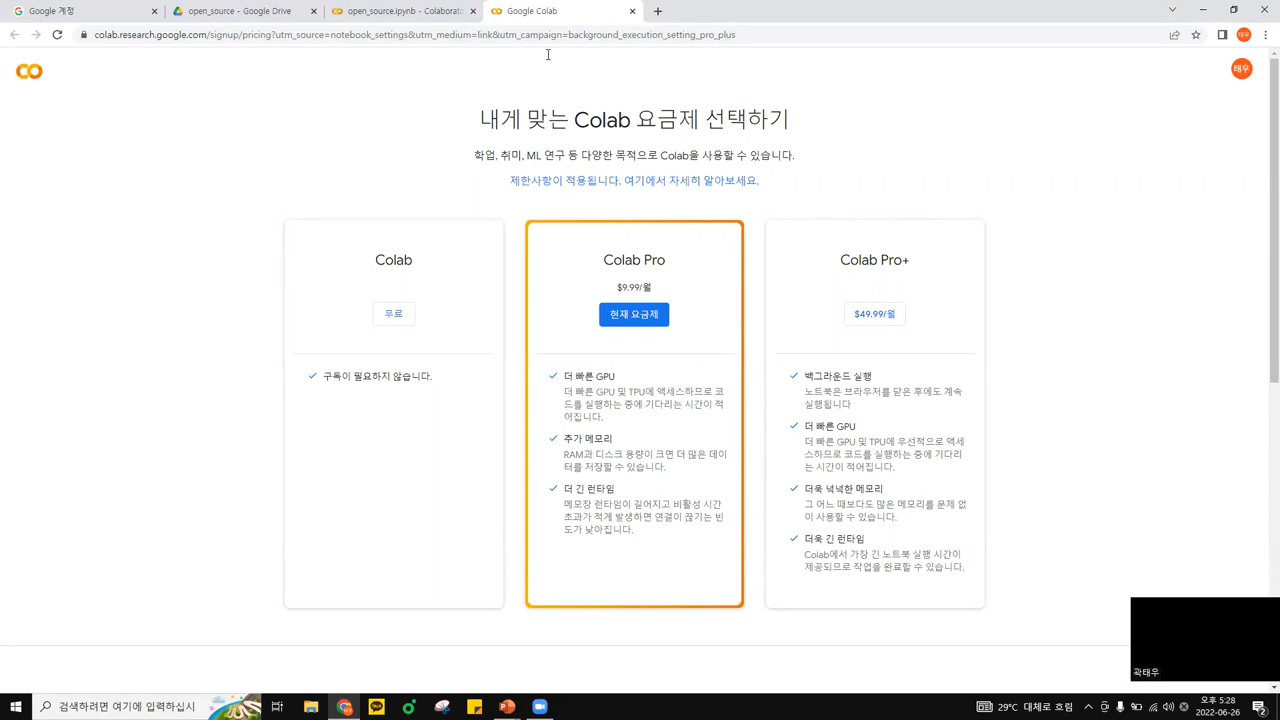 Google 계정
open_source - Google Drive
open_source.ipynb - Colaborato
Google Colab
colab.research.google.com/signup/pricing?utm_source=notebook_settings&utm_medium=link&utm_campaign=background_execution_setting_pro_plus
태우
태우
내게 맞는 Colab 요금제 선택하기
학업, 취미, ML 연구 등 다양한 목적으로 Colab을 사용할 수 있습니다.
제한사항이 적용됩니다. 여기에서 자세히 알아보세요.
Colab
무료
구독이 필요하지 않습니다.
Colab Pro
$9.99/월
현재 요금제
더 빠른 GPU
더 빠른 GPU 및 TPU에 액세스하므로 코
드를 실행하는 중에 기다리는 시간이 적
어집니다.
추가 메모리
RAM과 디스크 용량이 크면 더 많은 데이
터를 저장할 수 있습니다.
더 긴 런타임
메모장 런타임이 길어지고 비활성 시간
초과가 적게 발생하면 연결이 끊기는 빈
도가 낮아집니다.
Colab Pro+
$49.99/월
백그라운드 실행
노트북은 브라우저를 닫은 후에도 계속
실행됩니다
더 빠른 GPU
더 빠른 GPU 및 TPU에 우선적으로 액세
스하므로 코드를 실행하는 중에 기다리
는 시간이 적어집니다.
더욱 넉넉한 메모리
그 어느 때보다도 많은 메모리를 문제 없
이 사용할 수 있습니다.
더욱 긴 런타임
Colab에서 가장 긴 노트북 실행 시간이
제공되므로 작업을 완료할 수 있습니다.
곽태우
검색하려면 여기에 입력하십시
TALK
29°C 대체로 흐림
오후 5:28
2022-06-26
2